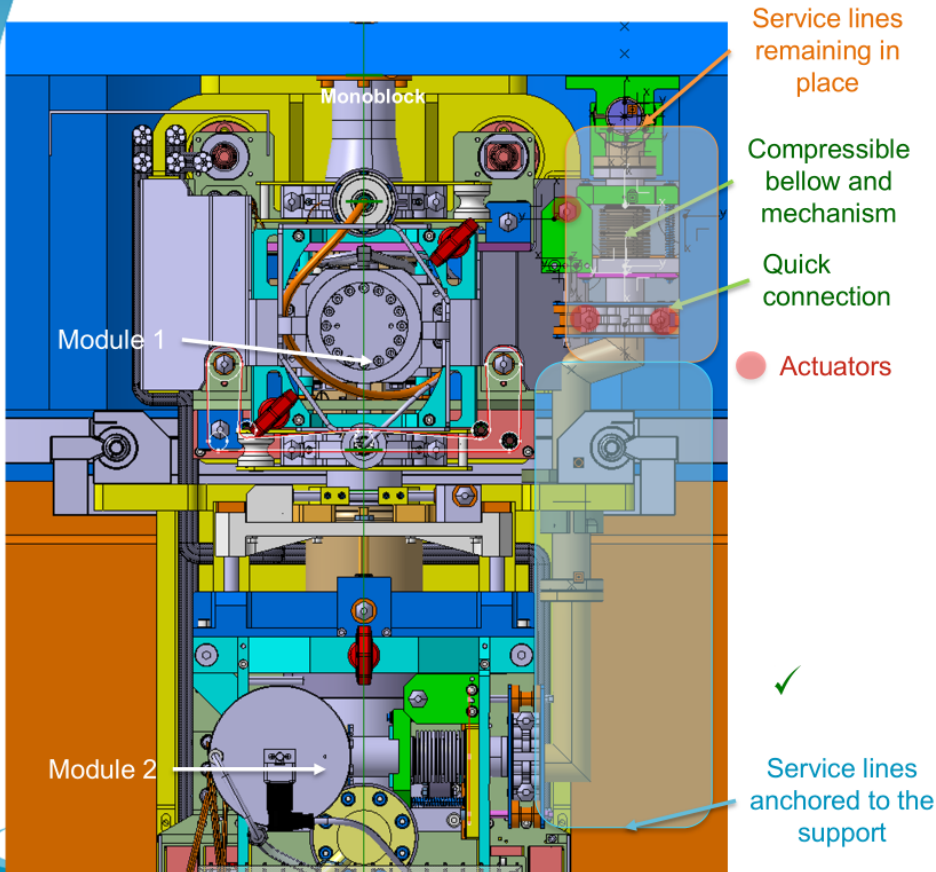 Service lines
remaining in
place
Monoblock
Compressible
bellow and
mechanism
Quick
connection
Module 1
Actuators
Module 2
Service lines
anchored to the
support